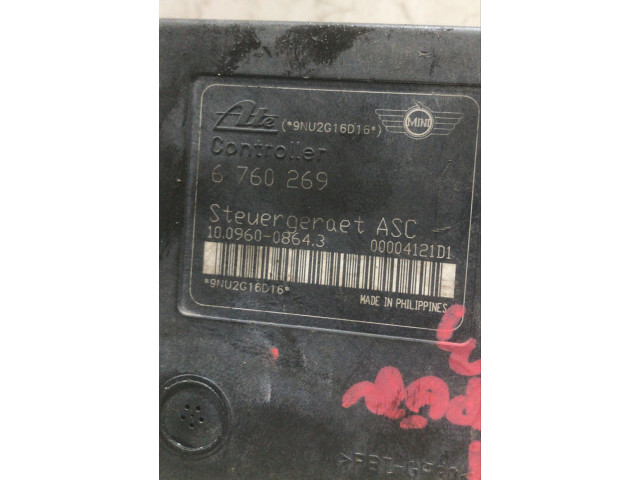 Ate (*9NU2G16D16*) MINI
Controller
6 760 269
Steuergeraet ASC
10.0960-0864.3 00004121D1
*9NU2G16D16*
MADE IN PHILIPPINES